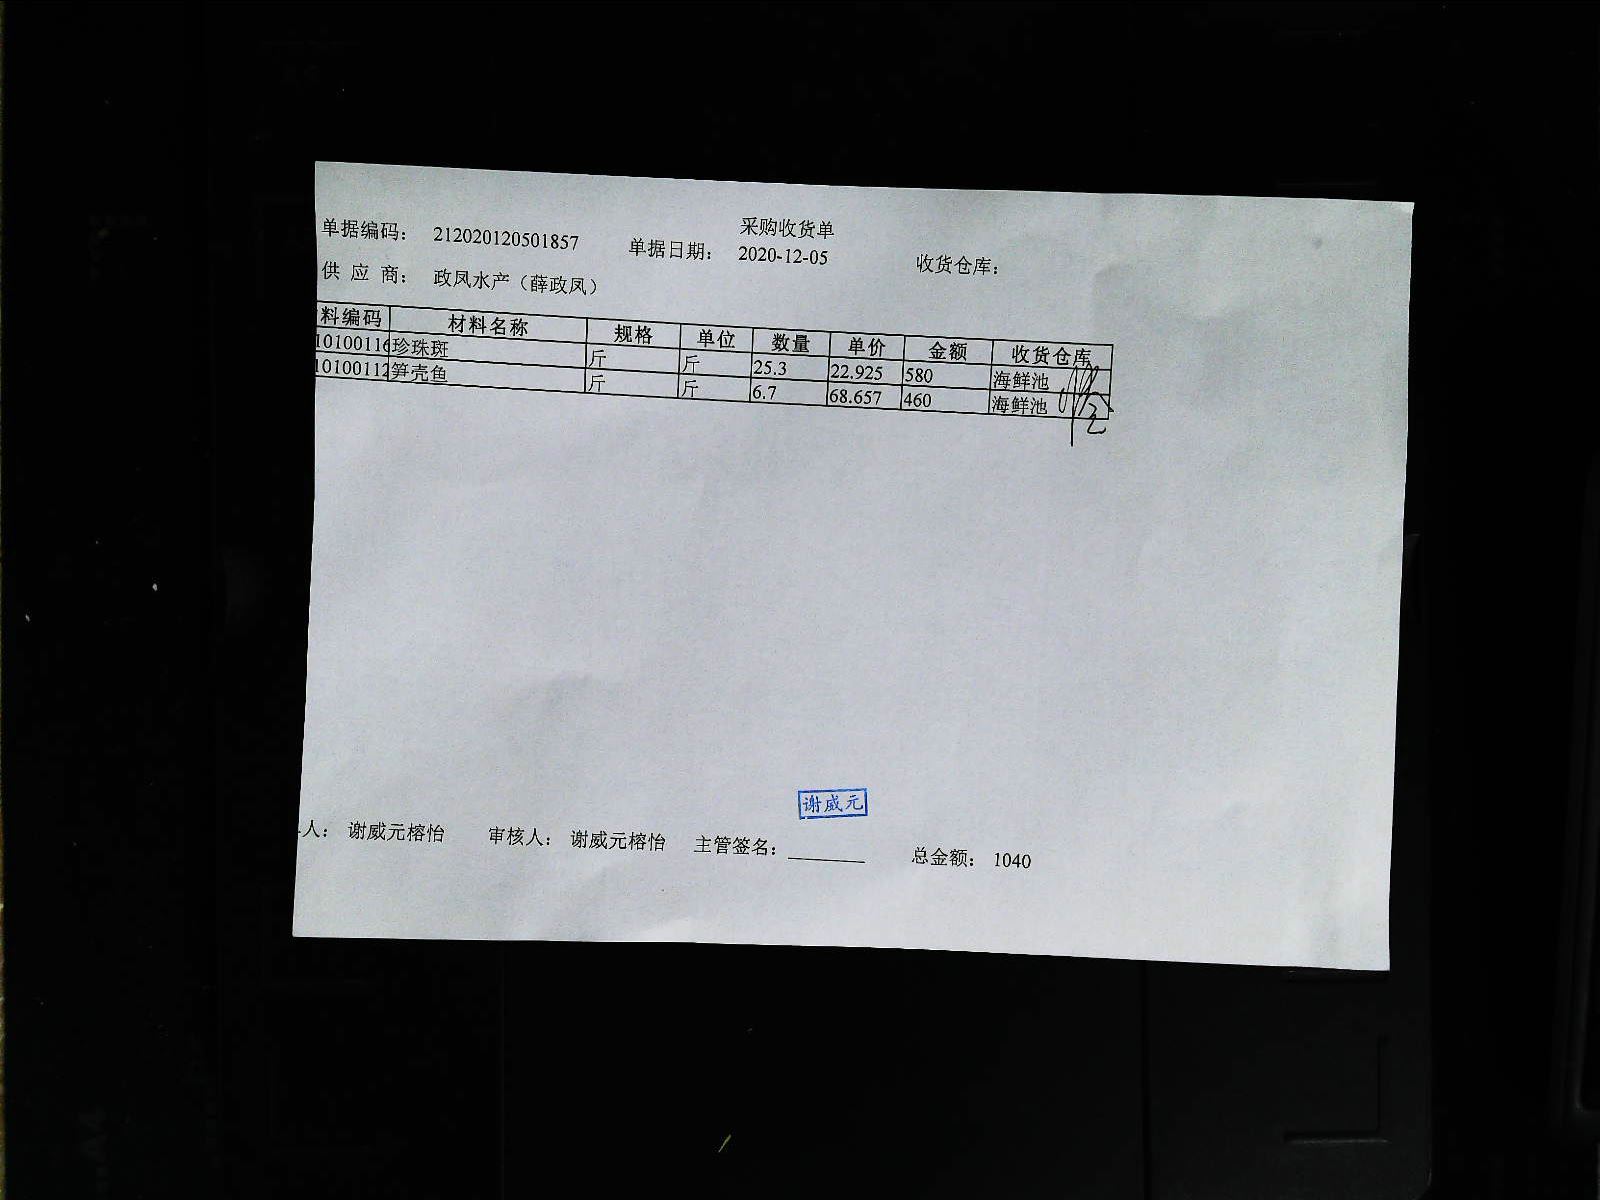 采购收货单
单据编码： 212020120501857 单据日期： 2020-12-05 收货仓库：
供 应 商： 政凤水产（薛政凤）
料编码 材料名称 规格 单位 数量 单价 金额 收货仓库
10100116 珍珠斑 斤 斤 25.3 22.925 580 海鲜池
10100112 笋壳鱼 斤 斤 6.7 68.657 460 海鲜池
谢威元
人： 谢威元榕怡 审核人： 谢威元榕怡 主管签名：________ 总金额： 1040